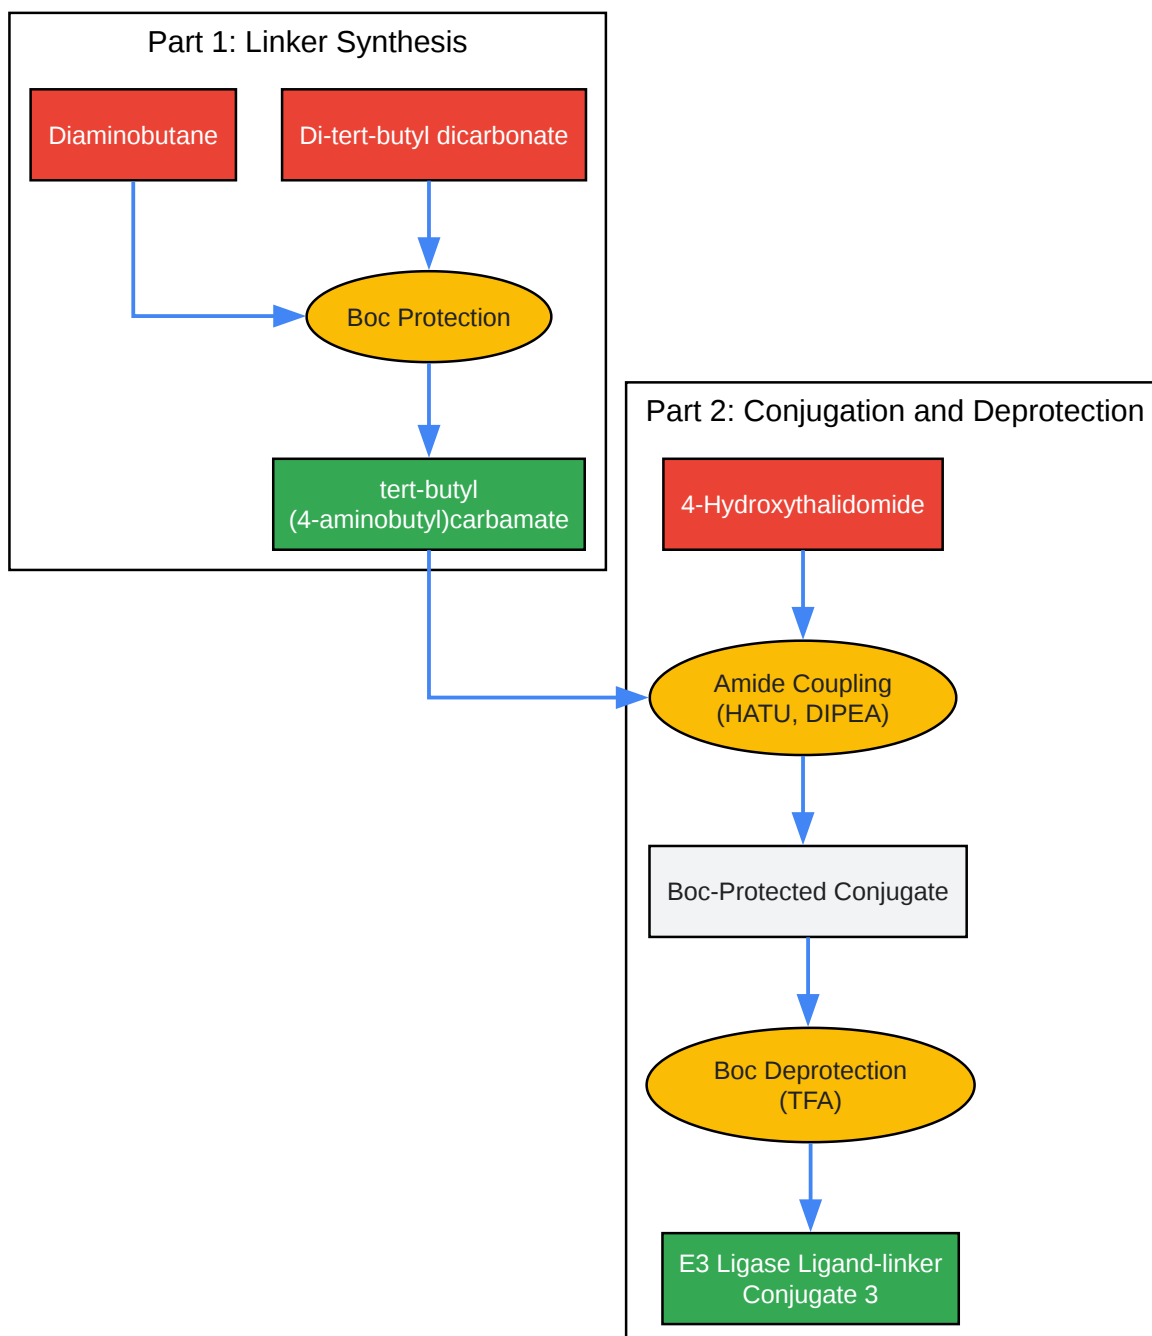 Part 1: Linker Synthesis
Diaminobutane
Di-tert-butyl dicarbonate
Boc Protection
tert-butyl
(4-aminobutyl)carbamate
Part 2: Conjugation and Deprotection
4-Hydroxythalidomide
Amide Coupling
(HATU, DIPEA)
Boc-Protected Conjugate
Boc Deprotection
(TFA)
E3 Ligase Ligand-linker
Conjugate 3